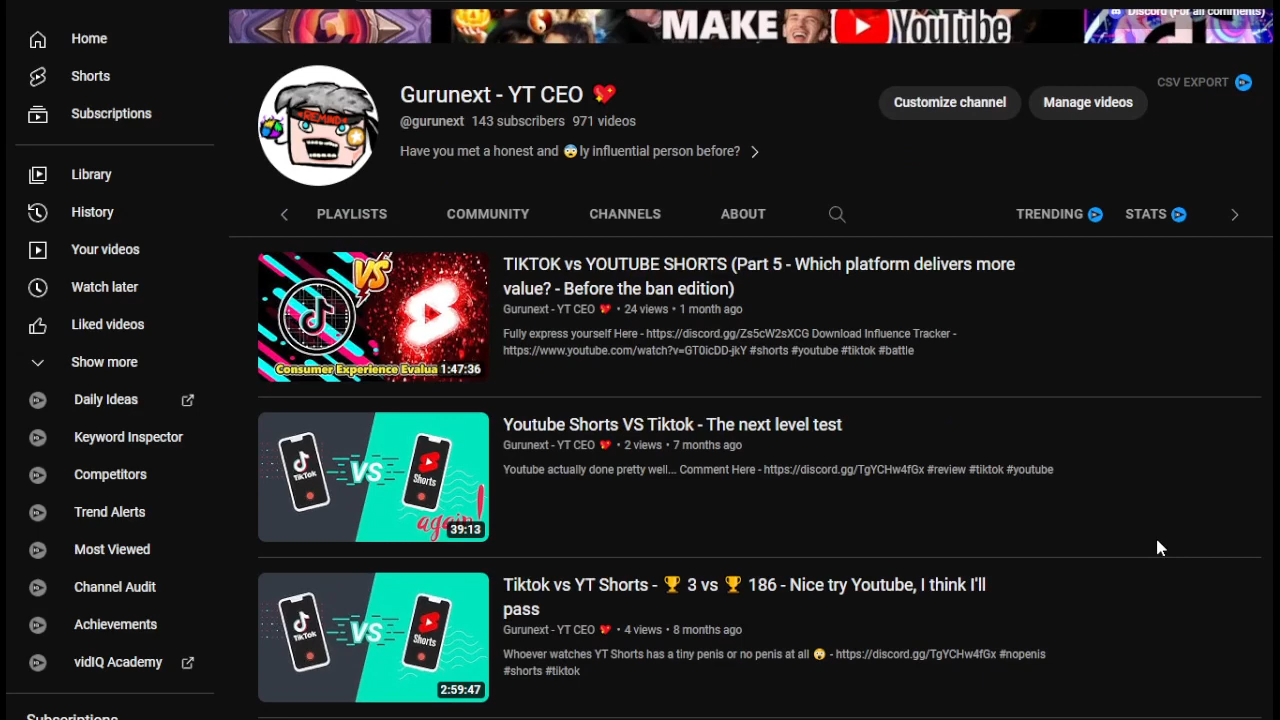 MAKE
YouTube
Discord (For all comments)
Home
Shorts
Subscriptions
Library
History
Your videos
Watch later
Liked videos
Show more
Daily Ideas
Keyword Inspector
Competitors
Trend Alerts
Most Viewed
Channel Audit
Achievements
vidIQ Academy
Subscriptions
REMIND
Gurunext - YT CEO 💖
@gurunext 143 subscribers 971 videos
Have you met a honest and 😨ly influential person before?
Customize channel
Manage videos
CSV EXPORT
PLAYLISTS COMMUNITY CHANNELS ABOUT TRENDING STATS
VS
Consumer Experience Evalua
1:47:36
TIKTOK vs YOUTUBE SHORTS (Part 5 - Which platform delivers more
value? - Before the ban edition)
Gurunext - YT CEO 💖 • 24 views • 1 month ago
Fully express yourself Here - https://discord.gg/Zs5cW2sXCG Download Influence Tracker -
https://www.youtube.com/watch?v=GT0icDD-jkY #shorts #youtube #tiktok #battle
TikTok
VS
Shorts
again!
39:13
Youtube Shorts VS Tiktok - The next level test
Gurunext - YT CEO 💖 • 2 views • 7 months ago
Youtube actually done pretty well... Comment Here - https://discord.gg/TgYCHw4fGx #review #tiktok #youtube
TikTok
VS
Shorts
2:59:47
Tiktok vs YT Shorts - 🏆 3 vs 🏆 186 - Nice try Youtube, I think I'll
pass
Gurunext - YT CEO 💖 • 4 views • 8 months ago
Whoever watches YT Shorts has a tiny penis or no penis at all 😲 - https://discord.gg/TgYCHw4fGx #nopenis
#shorts #tiktok